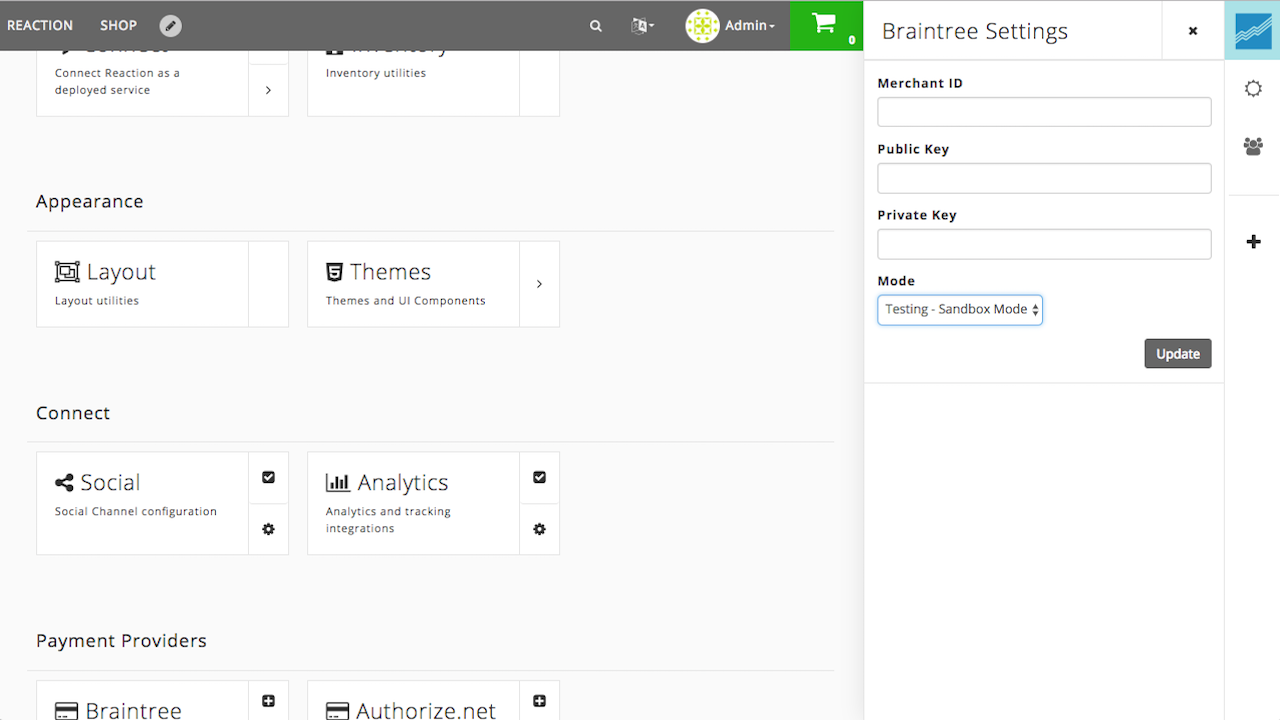 REACTION
SHOP
Admin
0
Connect Reaction as a
deployed service
Inventory
Inventory utilities
Appearance
Layout
Layout utilities
Themes
Themes and UI Components
Connect
Social
Social Channel configuration
Analytics
Analytics and tracking
integrations
Payment Providers
Braintree
Authorize.net
Braintree Settings
Merchant ID
Public Key
Private Key
Mode
Testing - Sandbox Mode
Update